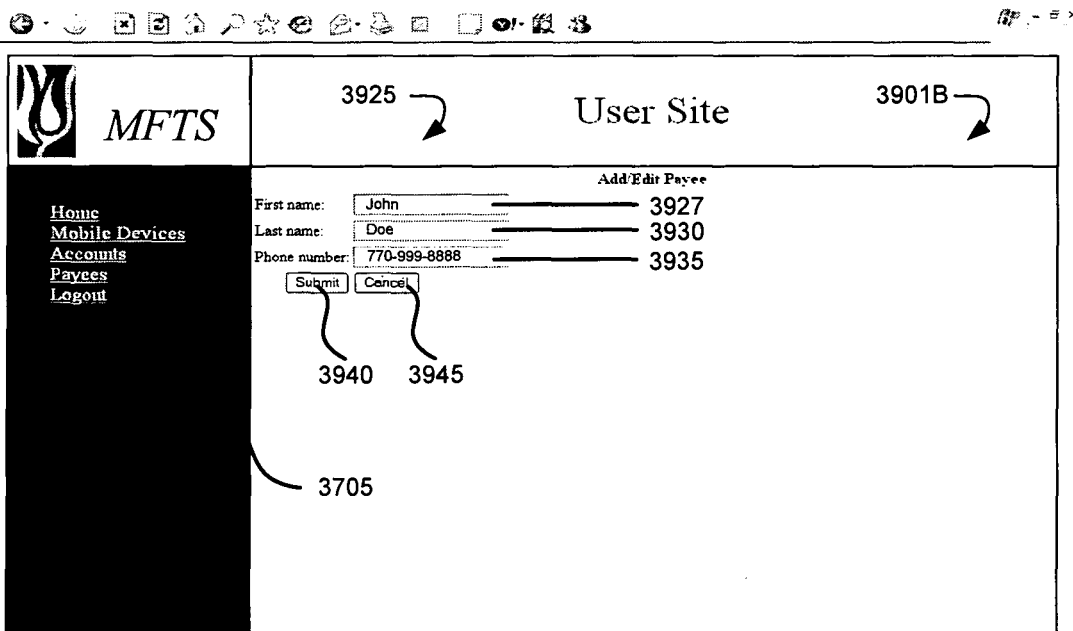 3925
3901B
MFTS
User Site
Add/Edit Payee
First name: John 3927
Last name: Doe 3930
Phone number: 770-999-8888 3935
Submit Cancel
3940 3945
Home
Mobile Devices
Accounts
Payees
Logout
3705